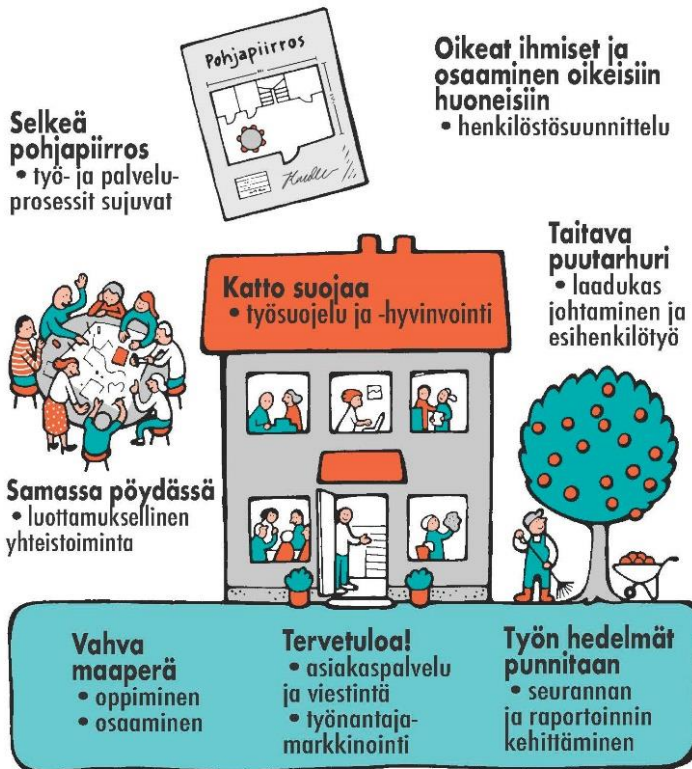 Pohjapiirros
Oikeat ihmiset ja
osaaminen oikeisiin
huoneisiin
• henkilöstösuunnittelu
Selkeä
pohjapiirros
• työ- ja palvelu-
prosessit sujuvat
Taitava
puutarhuri
• laadukas
johtaminen ja
esihenkilötyö
Katto suojaa
• työsuojelu ja -hyvinvointi
Samassa pöydässä
• luottamuksellinen
yhteistoiminta
Vahva
maaperä
• oppiminen
• osaaminen
Tervetuloa!
• asiakaspalvelu
ja viestintä
• työnantaja-
markkinointi
Työn hedelmät
punnitaan
• seurannan
ja raportoinnin
kehittäminen